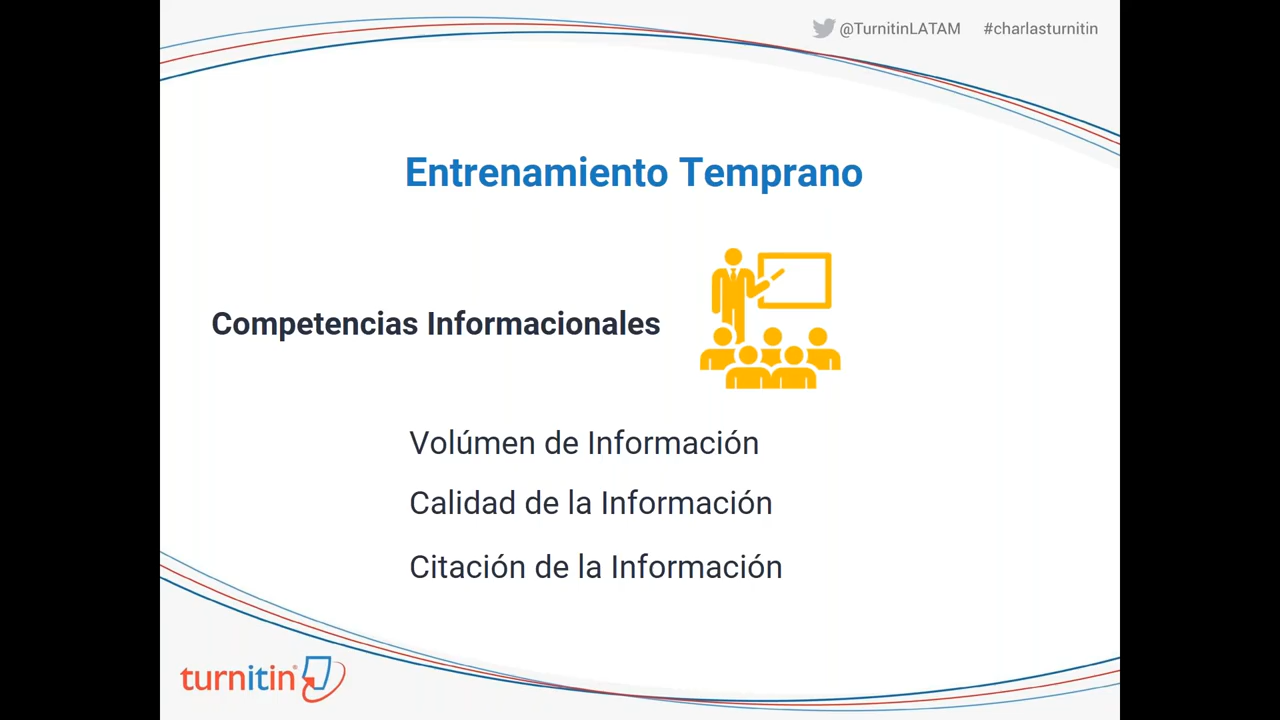 @TurnitinLATAM #charlasturnitin
Entrenamiento Temprano
Competencias Informacionales
Volúmen de Información
Calidad de la Información
Citación de la Información
turnitin®